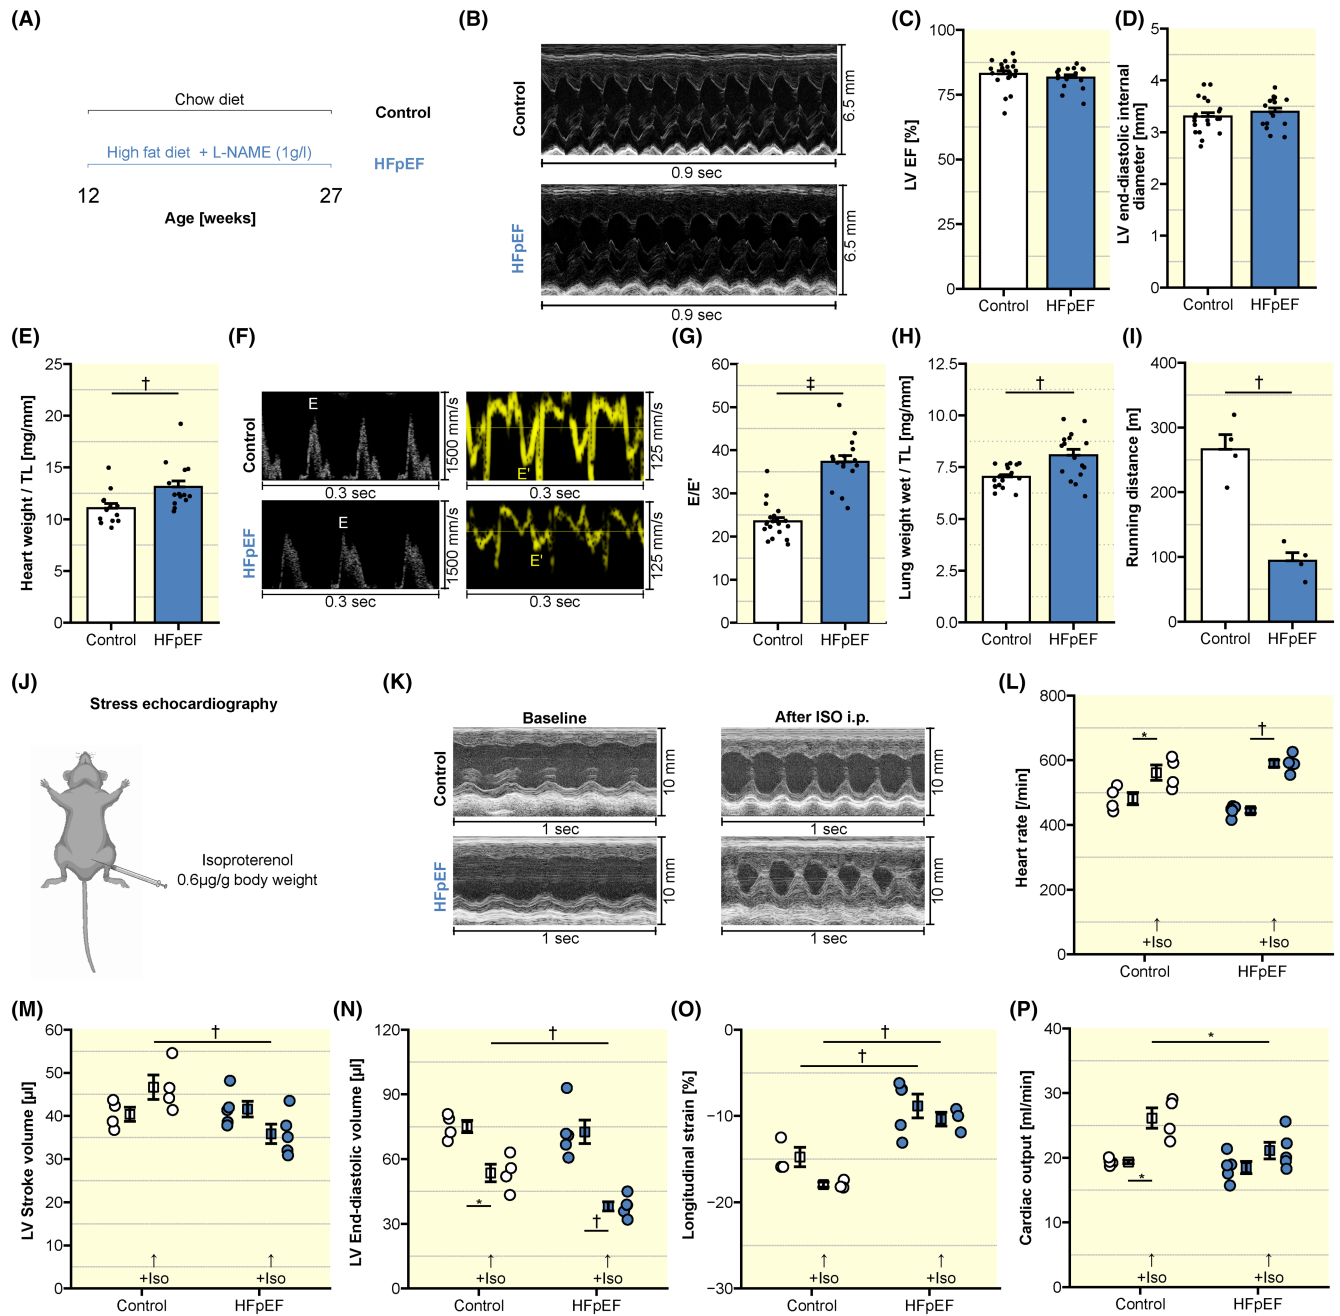 (A)
Chow diet
Control
High fat diet + L-NAME (1g/l)
HFpEF
12
27
Age [weeks]
(B)
Control
6.5 mm
0.9 sec
HFpEF
6.5 mm
0.9 sec
(C)
LV EF [%]
100
75
50
25
0
Control
HFpEF
(D)
LV end-diastolic internal
diameter [mm]
5
4
3
2
1
0
Control
HFpEF
(E)
Heart weight / TL [mg/mm]
25
20
15
10
5
0
†
Control
HFpEF
(F)
Control
E
1500 mm/s
0.3 sec
E'
125 mm/s
0.3 sec
HFpEF
E
1500 mm/s
0.3 sec
E'
125 mm/s
0.3 sec
(G)
E/E'
60
50
40
30
20
10
0
‡
Control
HFpEF
(H)
Lung weight wet / TL [mg/mm]
12.5
10.0
7.5
5.0
2.5
0.0
†
Control
HFpEF
(I)
Running distance [m]
400
300
200
100
0
†
Control
HFpEF
(J)
Stress echocardiography
Isoproterenol
0.6µg/g body weight
(K)
Baseline
After ISO i.p.
Control
10 mm
1 sec
10 mm
1 sec
HFpEF
10 mm
1 sec
10 mm
1 sec
(L)
Heart rate [/min]
800
600
400
200
0
*
†
↑
+Iso
↑
+Iso
Control
HFpEF
(M)
LV Stroke volume [µl]
60
50
40
30
20
10
0
†
↑
+Iso
↑
+Iso
Control
HFpEF
(N)
LV End-diastolic volume [µl]
120
90
60
30
0
†
*
†
↑
+Iso
↑
+Iso
Control
HFpEF
(O)
Longitudinal strain [%]
0
−10
−20
−30
†
†
↑
+Iso
↑
+Iso
Control
HFpEF
(P)
Cardiac output [ml/min]
40
30
20
10
0
*
*
↑
+Iso
↑
+Iso
Control
HFpEF